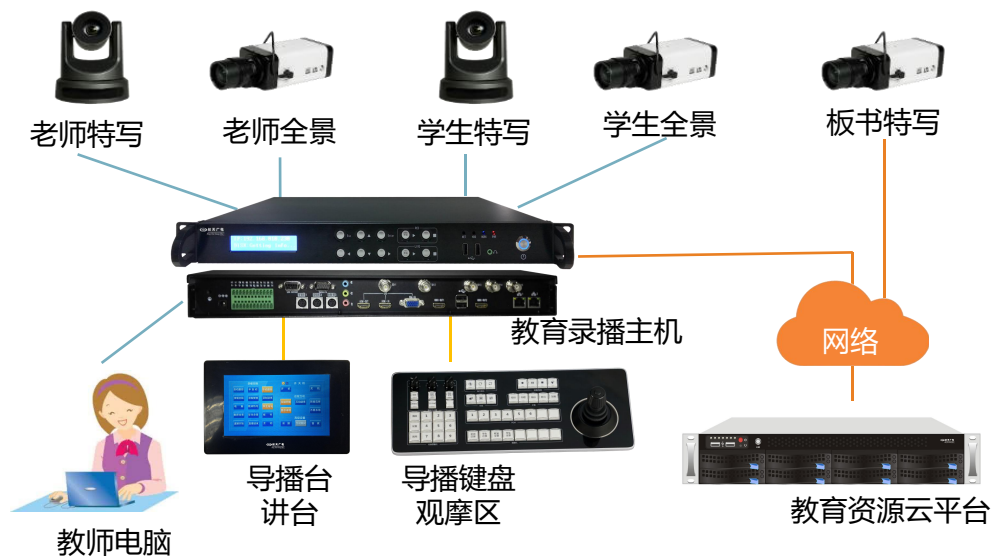 老师特写
老师全景
学生特写
学生全景
板书特写
教育录播主机
网络
导播台
讲台
导播键盘
观摩区
教育资源云平台
教师电脑